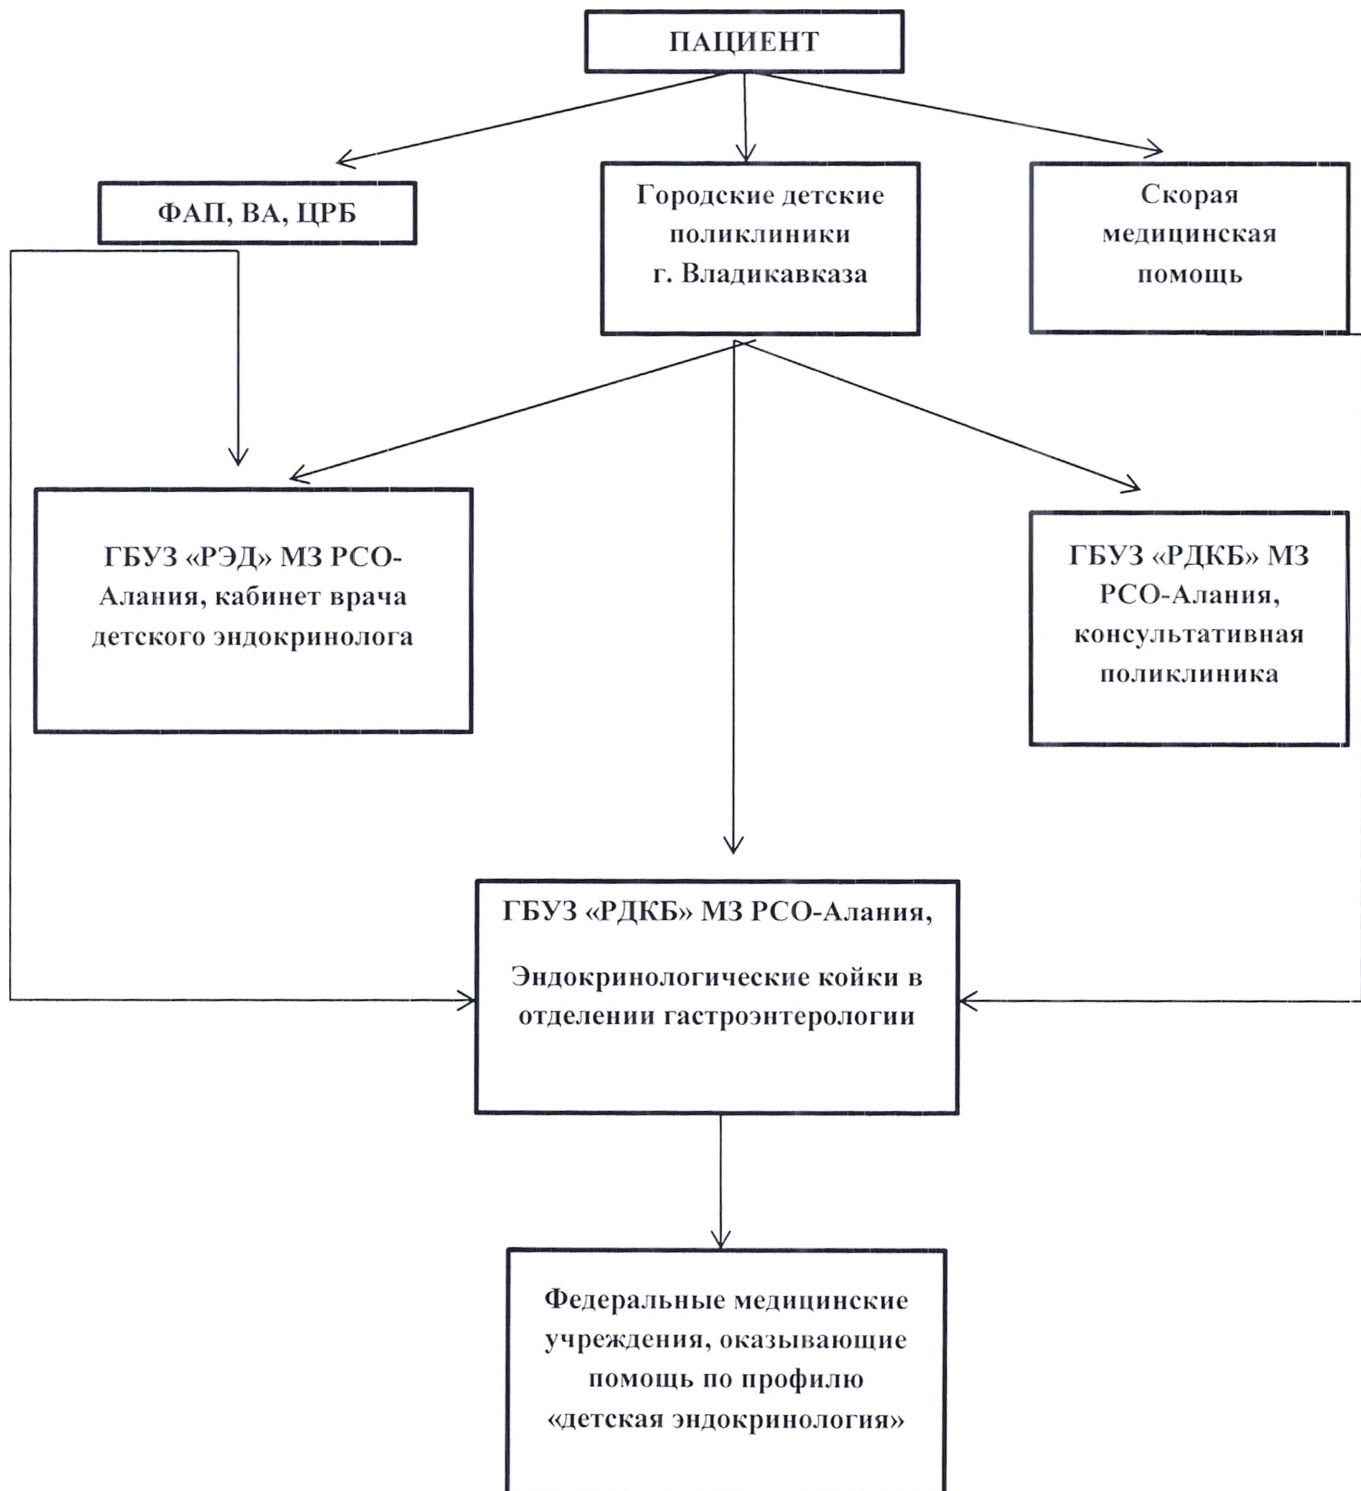 ПАЦИЕНТ
ФАП, ВА, ЦРБ
Городские детские
поликлиники
г. Владикавказа
Скорая
медицинская
помощь
ГБУЗ «РЭД» МЗ РСО-
Алания, кабинет врача
детского эндокринолога
ГБУЗ «РДКБ» МЗ
РСО-Алания,
консультативная
поликлиника
ГБУЗ «РДКБ» МЗ РСО-Алания,
Эндокринологические койки в
отделении гастроэнтерологии
Федеральные медицинские
учреждения, оказывающие
помощь по профилю
«детская эндокринология»